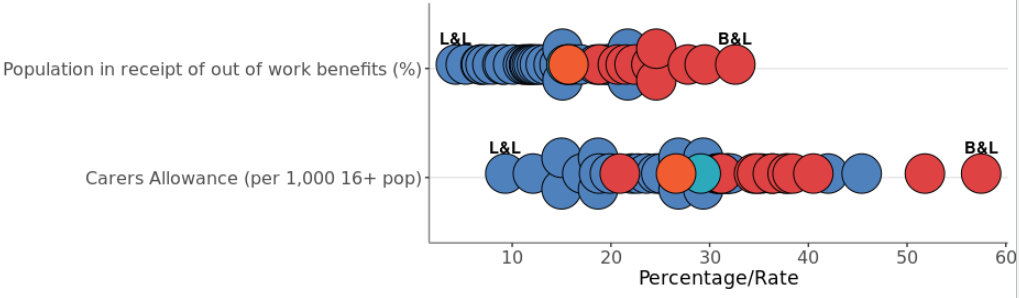 L&L B&L
Population in receipt of out of work benefits (%)
L&L B&L
Carers Allowance (per 1,000 16+ pop)
10 20 30 40 50 60
Percentage/Rate